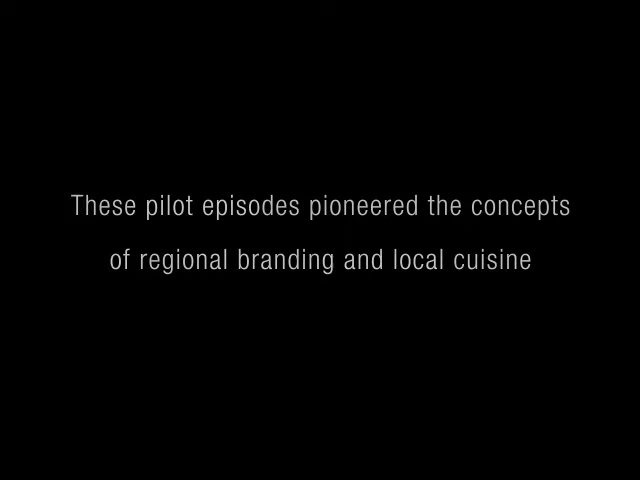 These pilot episodes pioneered the concepts
of regional branding and local cuisine